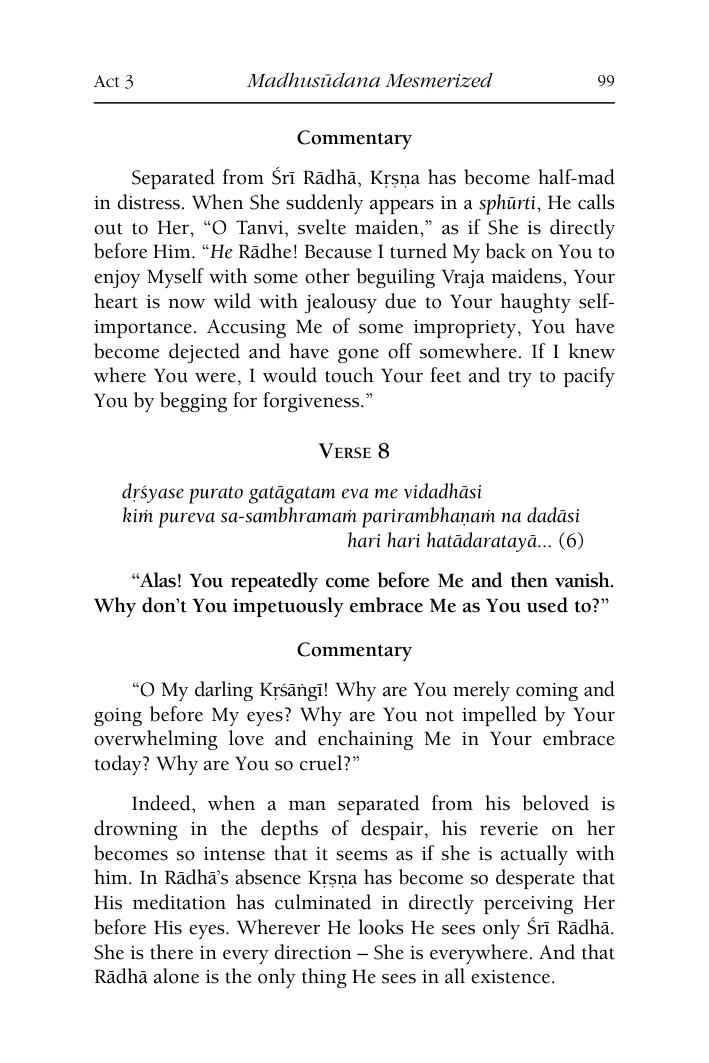 Act 3 Madhusūdana Mesmerized 99
Commentary
Separated from Śrī Rādhā, Kṛṣṇa has become half-mad
in distress. When She suddenly appears in a sphūrti, He calls
out to Her, “O Tanvi, svelte maiden,” as if She is directly
before Him. “He Rādhe! Because I turned My back on You to
enjoy Myself with some other beguiling Vraja maidens, Your
heart is now wild with jealousy due to Your haughty self-
importance. Accusing Me of some impropriety, You have
become dejected and have gone off somewhere. If I knew
where You were, I would touch Your feet and try to pacify
You by begging for forgiveness.”
Verse 8
dṛśyase purato gatāgatam eva me vidadhāsi
kiṁ pureva sa-sambhramaṁ parirambhaṇaṁ na dadāsi
hari hari hatādaratayā... (6)
“Alas! You repeatedly come before Me and then vanish.
Why don’t You impetuously embrace Me as You used to?”
Commentary
“O My darling Kṛśāṅgī! Why are You merely coming and
going before My eyes? Why are You not impelled by Your
overwhelming love and enchaining Me in Your embrace
today? Why are You so cruel?”
Indeed, when a man separated from his beloved is
drowning in the depths of despair, his reverie on her
becomes so intense that it seems as if she is actually with
him. In Rādhā’s absence Kṛṣṇa has become so desperate that
His meditation has culminated in directly perceiving Her
before His eyes. Wherever He looks He sees only Śrī Rādhā.
She is there in every direction – She is everywhere. And that
Rādhā alone is the only thing He sees in all existence.